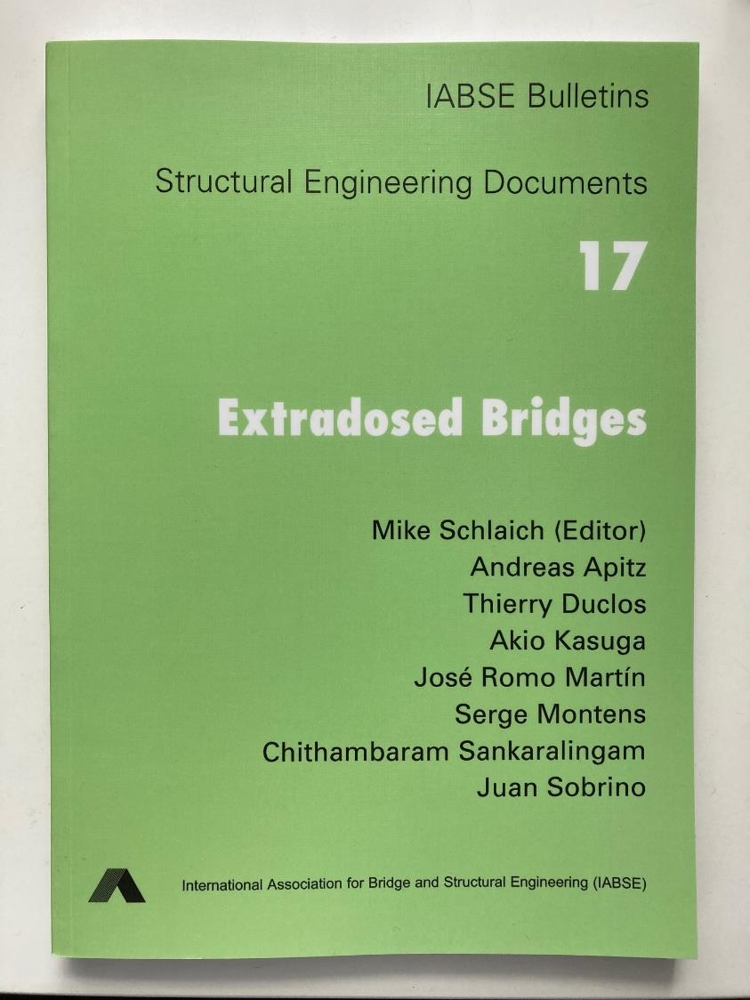 IABSE Bulletins
Structural Engineering Documents
17
Extradosed Bridges
Mike Schlaich (Editor)
Andreas Apitz
Thierry Duclos
Akio Kasuga
José Romo Martín
Serge Montens
Chithambaram Sankaralingam
Juan Sobrino
International Association for Bridge and Structural Engineering (IABSE)